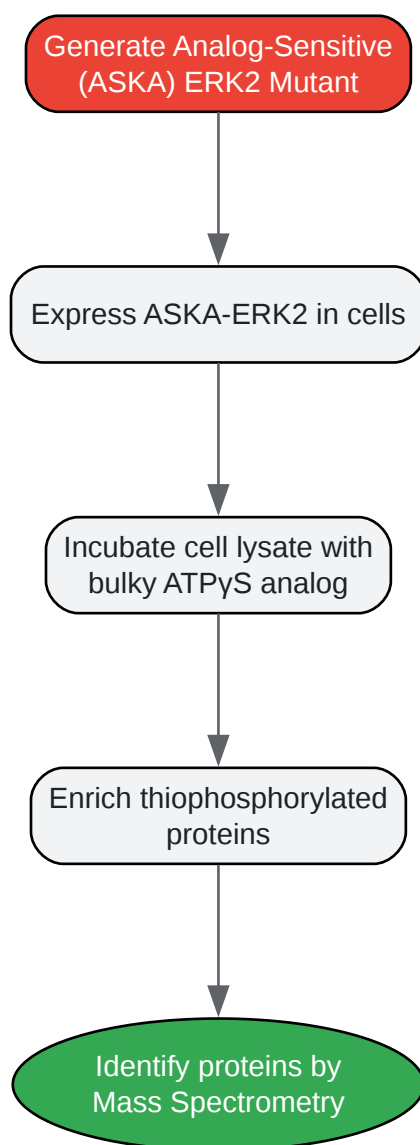 Generate Analog-Sensitive
(ASKA) ERK2 Mutant
Express ASKA-ERK2 in cells
Incubate cell lysate with
bulky ATPγS analog
Enrich thiophosphorylated
proteins
Identify proteins by
Mass Spectrometry